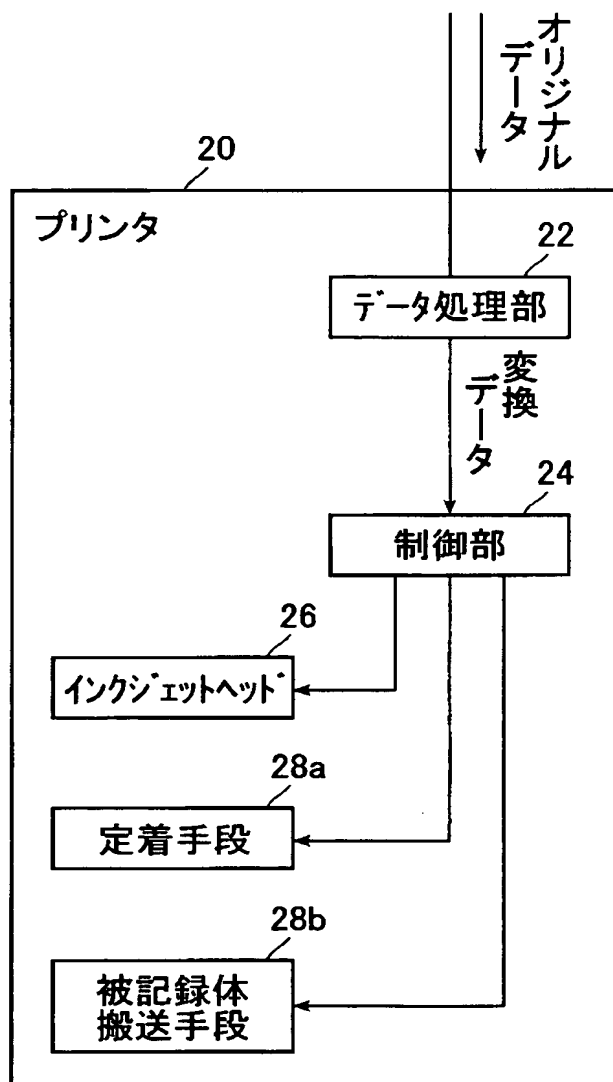 オリジナル
データ
20
プリンタ
22
データ処理部
変換
データ
24
制御部
26
インクジェットヘッド
28a
定着手段
28b
被記録体
搬送手段